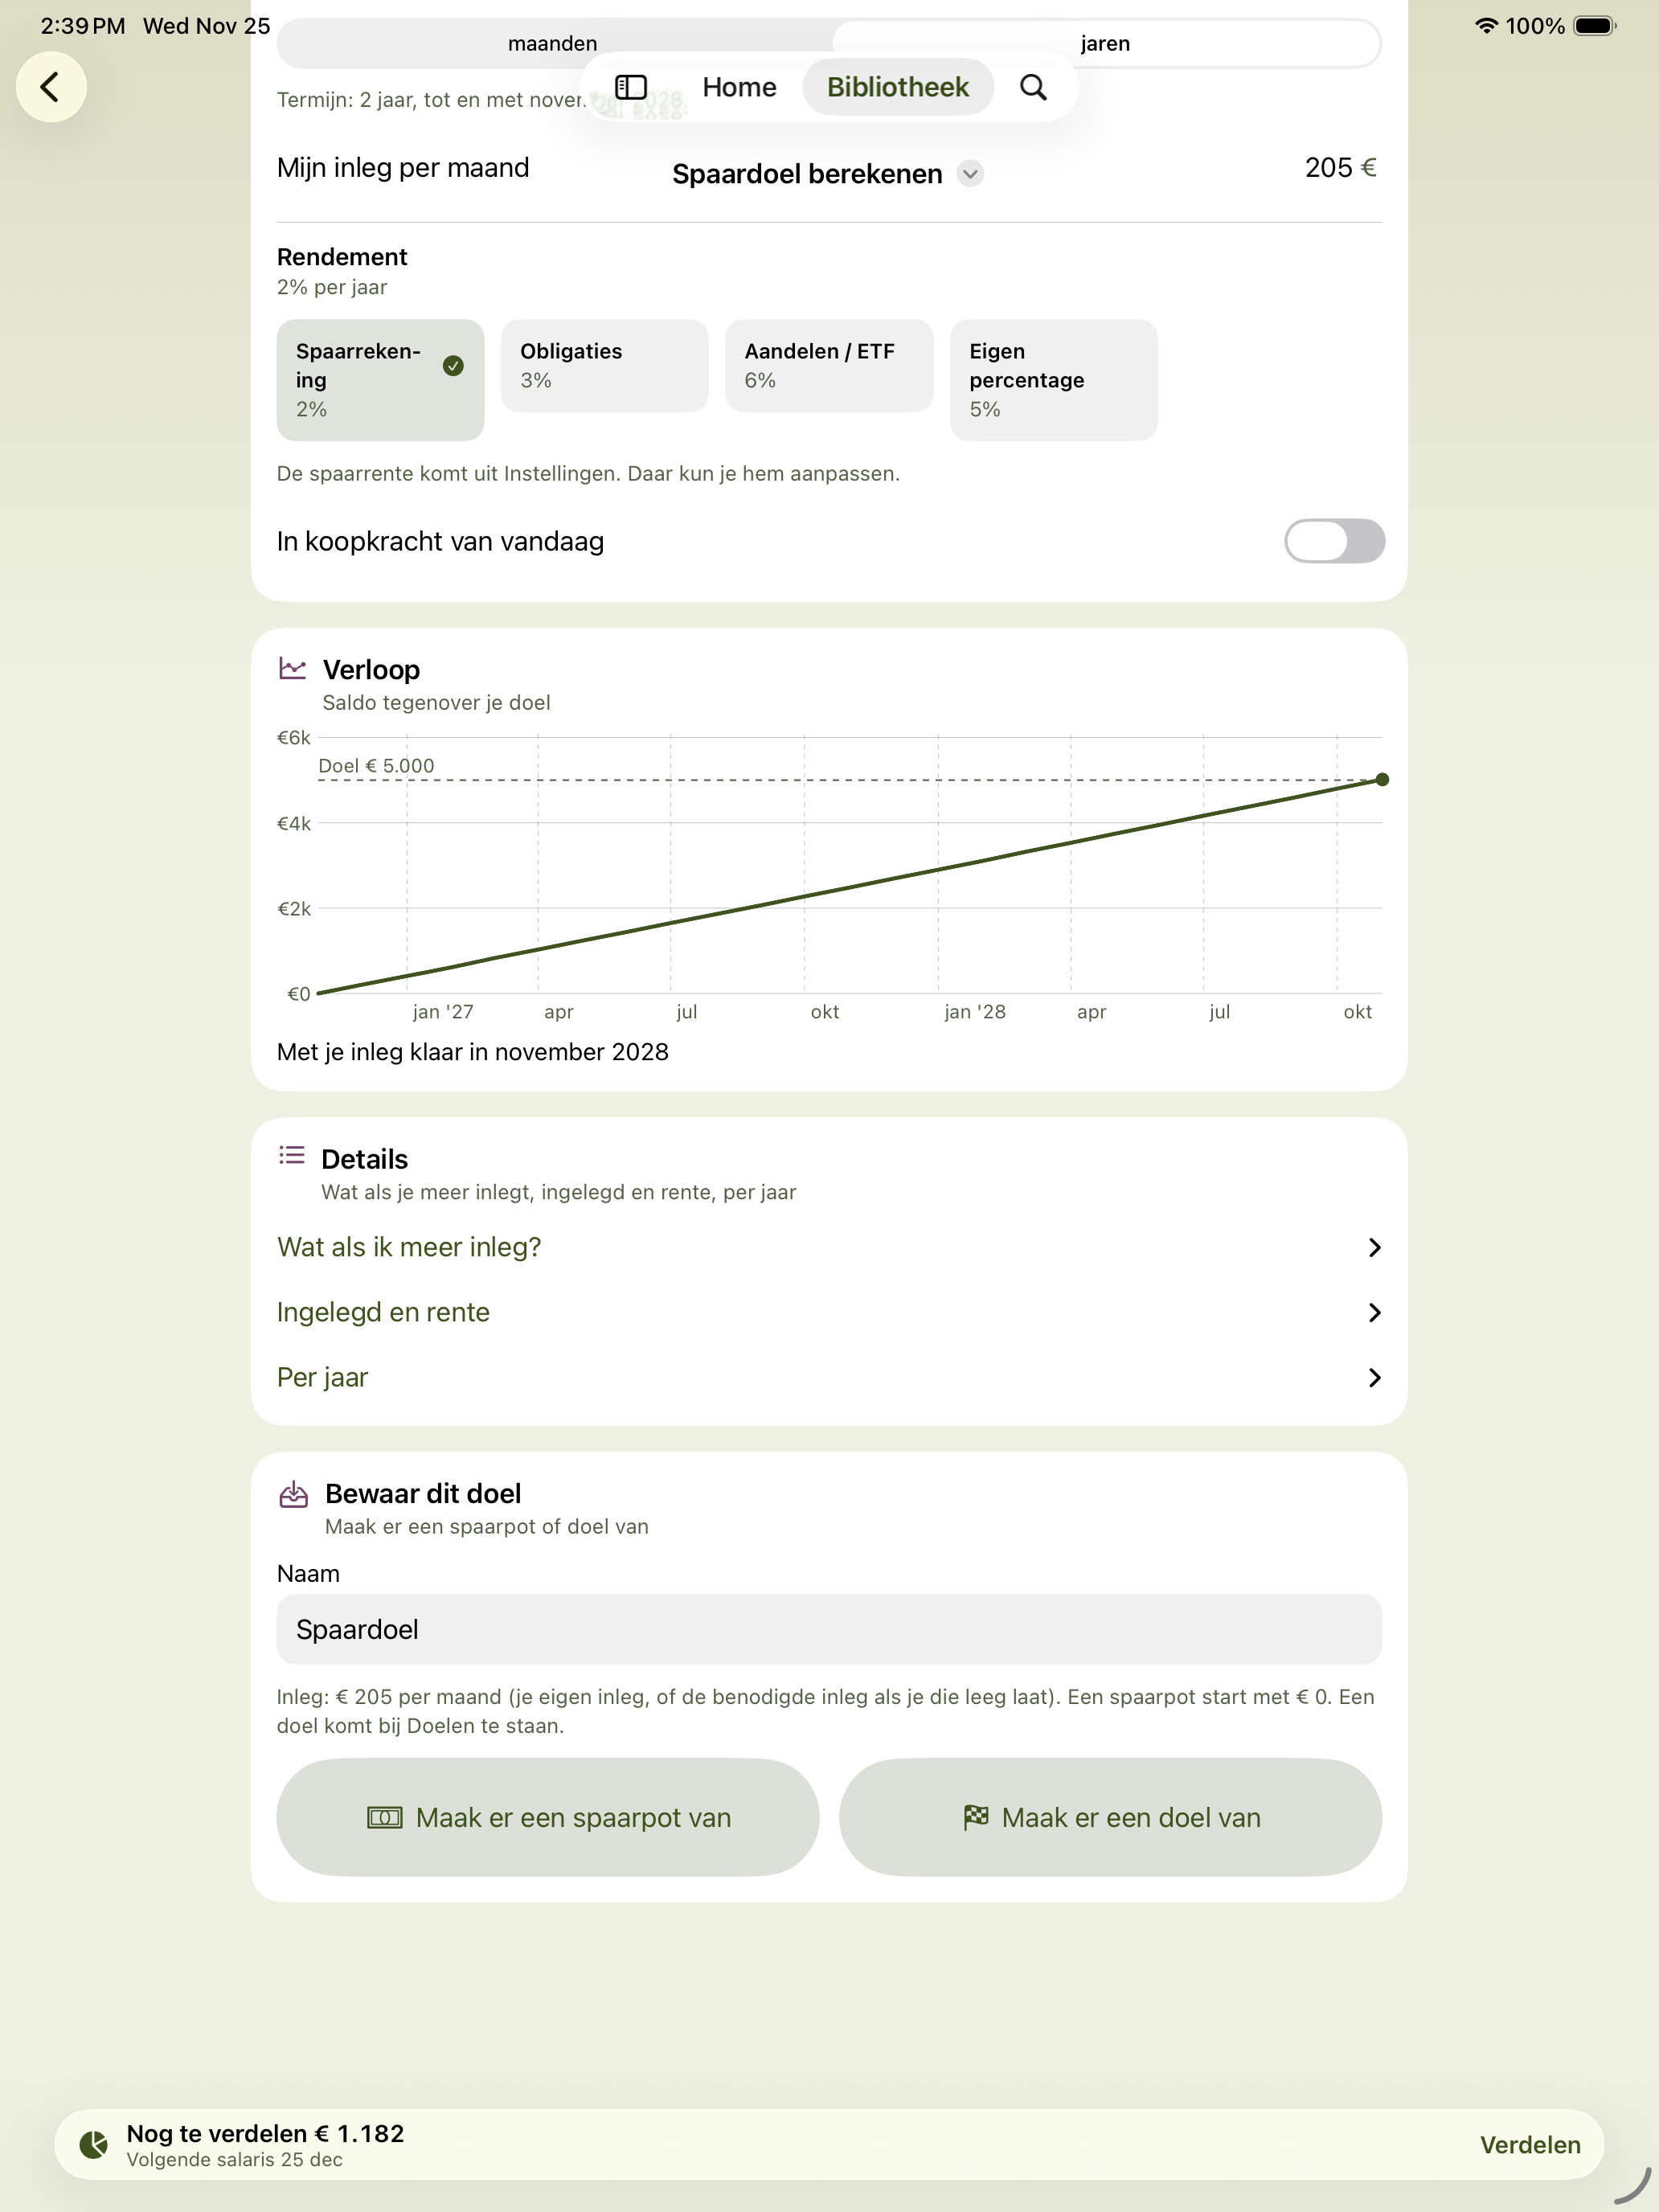 2:39 PM Wed Nov 25
100%
maanden
jaren
Home
Bibliotheek
Termijn: 2 jaar, tot en met november 2028.
Mijn inleg per maand
Spaardoel berekenen
205 €
Rendement
2% per jaar
Spaarreken-
ing
2%
Obligaties
3%
Aandelen / ETF
6%
Eigen
percentage
5%
De spaarrente komt uit Instellingen. Daar kun je hem aanpassen.
In koopkracht van vandaag
Verloop
Saldo tegenover je doel
€6k
Doel € 5.000
€4k
€2k
€0
jan '27
apr
jul
okt
jan '28
apr
jul
okt
Met je inleg klaar in november 2028
Details
Wat als je meer inlegt, ingelegd en rente, per jaar
Wat als ik meer inleg?
Ingelegd en rente
Per jaar
Bewaar dit doel
Maak er een spaarpot of doel van
Naam
Spaardoel
Inleg: € 205 per maand (je eigen inleg, of de benodigde inleg als je die leeg laat). Een spaarpot start met € 0. Een
doel komt bij Doelen te staan.
Maak er een spaarpot van
Maak er een doel van
Nog te verdelen € 1.182
Volgende salaris 25 dec
Verdelen